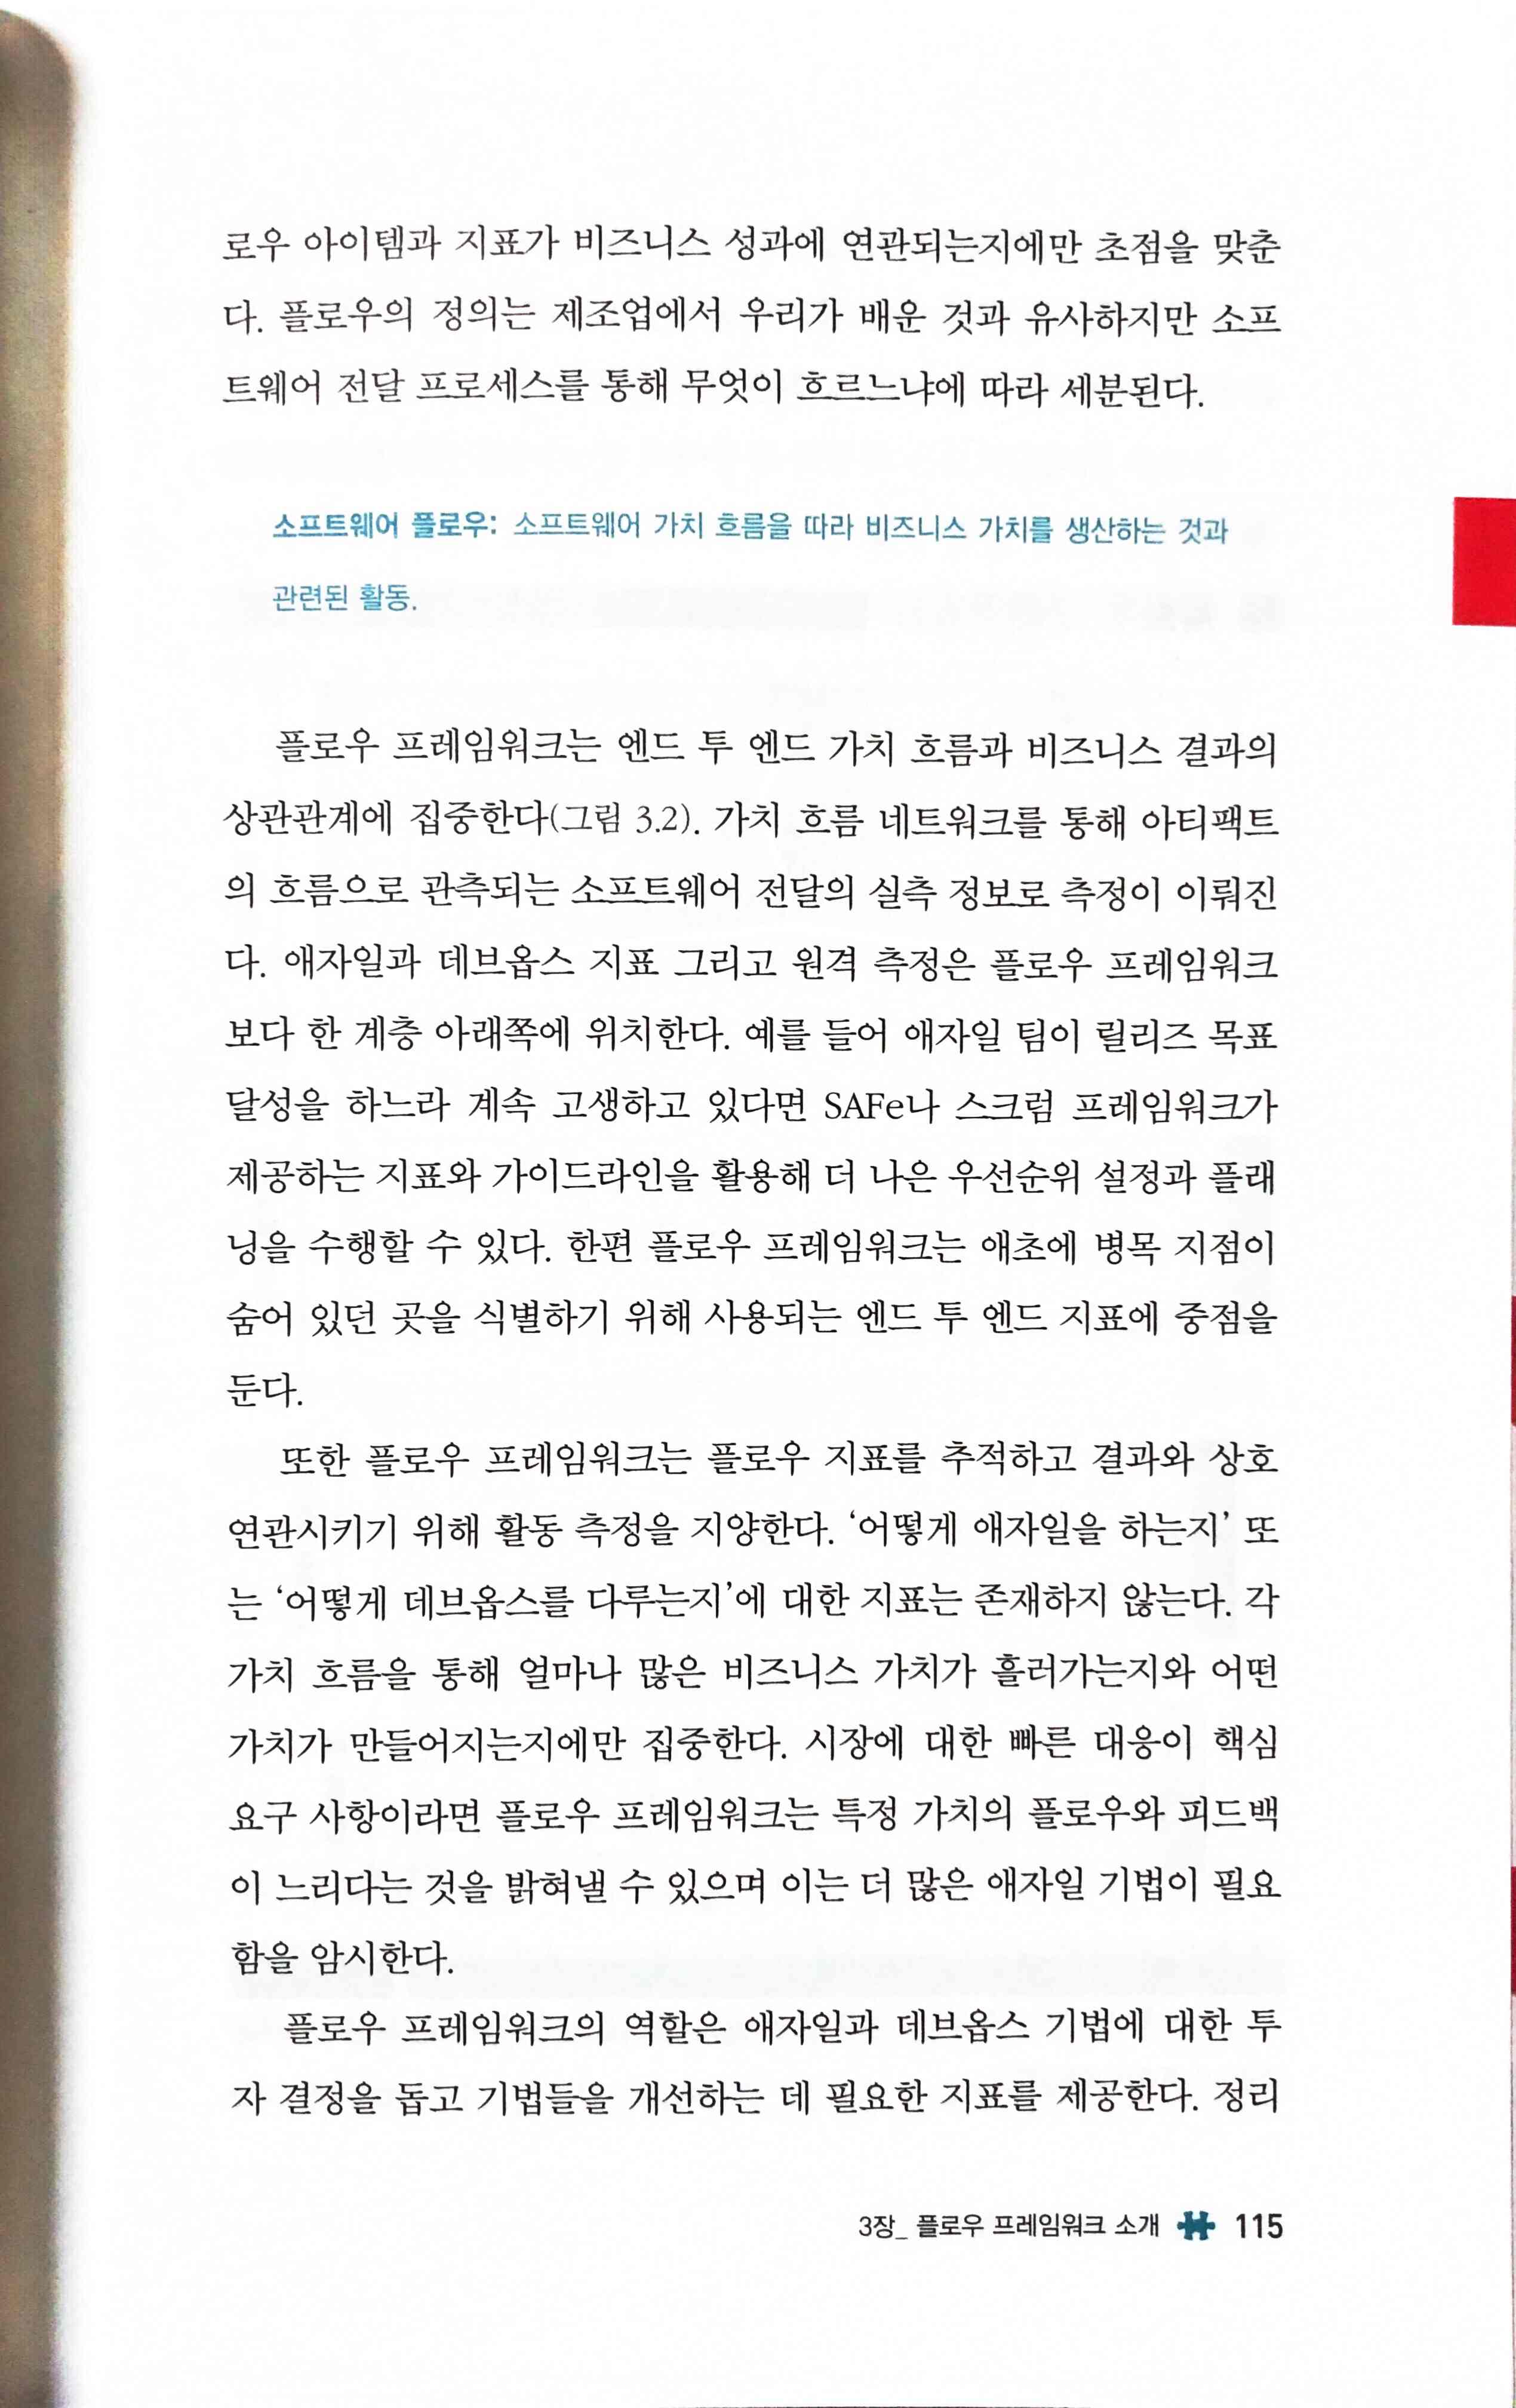 로우 아이템과 지표가 비즈니스 성과에 연관되는지에만 초점을 맞춘
다. 플로우의 정의는 제조업에서 우리가 배운 것과 유사하지만 소프
트웨어 전달 프로세스를 통해 무엇이 흐르느냐에 따라 세분된다.
소프트웨어 플로우: 소프트웨어 가치 흐름을 따라 비즈니스 가치를 생산하는 것과
관련된 활동.
플로우 프레임워크는 엔드 투 엔드 가치 흐름과 비즈니스 결과의
상관관계에 집중한다(그림 3.2). 가치 흐름 네트워크를 통해 아티팩트
의 흐름으로 관측되는 소프트웨어 전달의 실측 정보로 측정이 이뤄진
다. 애자일과 데브옵스 지표 그리고 원격 측정은 플로우 프레임워크
보다 한 계층 아래쪽에 위치한다. 예를 들어 애자일 팀이 릴리즈 목표
달성을 하느라 계속 고생하고 있다면 SAFe나 스크럼 프레임워크가
제공하는 지표와 가이드라인을 활용해 더 나은 우선순위 설정과 플래
닝을 수행할 수 있다. 한편 플로우 프레임워크는 애초에 병목 지점이
숨어 있던 곳을 식별하기 위해 사용되는 엔드 투 엔드 지표에 중점을
둔다.
또한 플로우 프레임워크는 플로우 지표를 추적하고 결과와 상호
연관시키기 위해 활동 측정을 지양한다. ‘어떻게 애자일을 하는지’ 또
는 ‘어떻게 데브옵스를 다루는지’에 대한 지표는 존재하지 않는다. 각
가치 흐름을 통해 얼마나 많은 비즈니스 가치가 흘러가는지와 어떤
가치가 만들어지는지에만 집중한다. 시장에 대한 빠른 대응이 핵심
요구 사항이라면 플로우 프레임워크는 특정 가치의 플로우와 피드백
이 느리다는 것을 밝혀낼 수 있으며 이는 더 많은 애자일 기법이 필요
함을 암시한다.
플로우 프레임워크의 역할은 애자일과 데브옵스 기법에 대한 투
자 결정을 돕고 기법들을 개선하는 데 필요한 지표를 제공한다. 정리
3장_ 플로우 프레임워크 소개 115